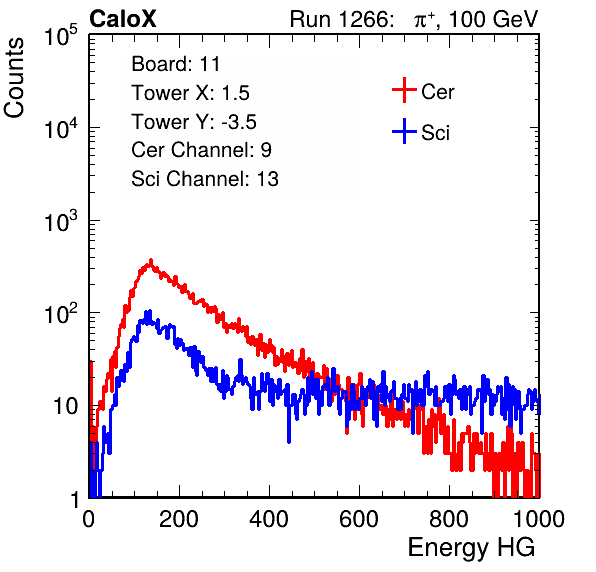 CaloX Run 1266: π⁺, 100 GeV
Counts
Board: 11
Tower X: 1.5
Tower Y: -3.5
Cer Channel: 9
Sci Channel: 13
Cer
Sci
10⁵
10⁴
10³
10²
10
1
0 200 400 600 800 1000
Energy HG